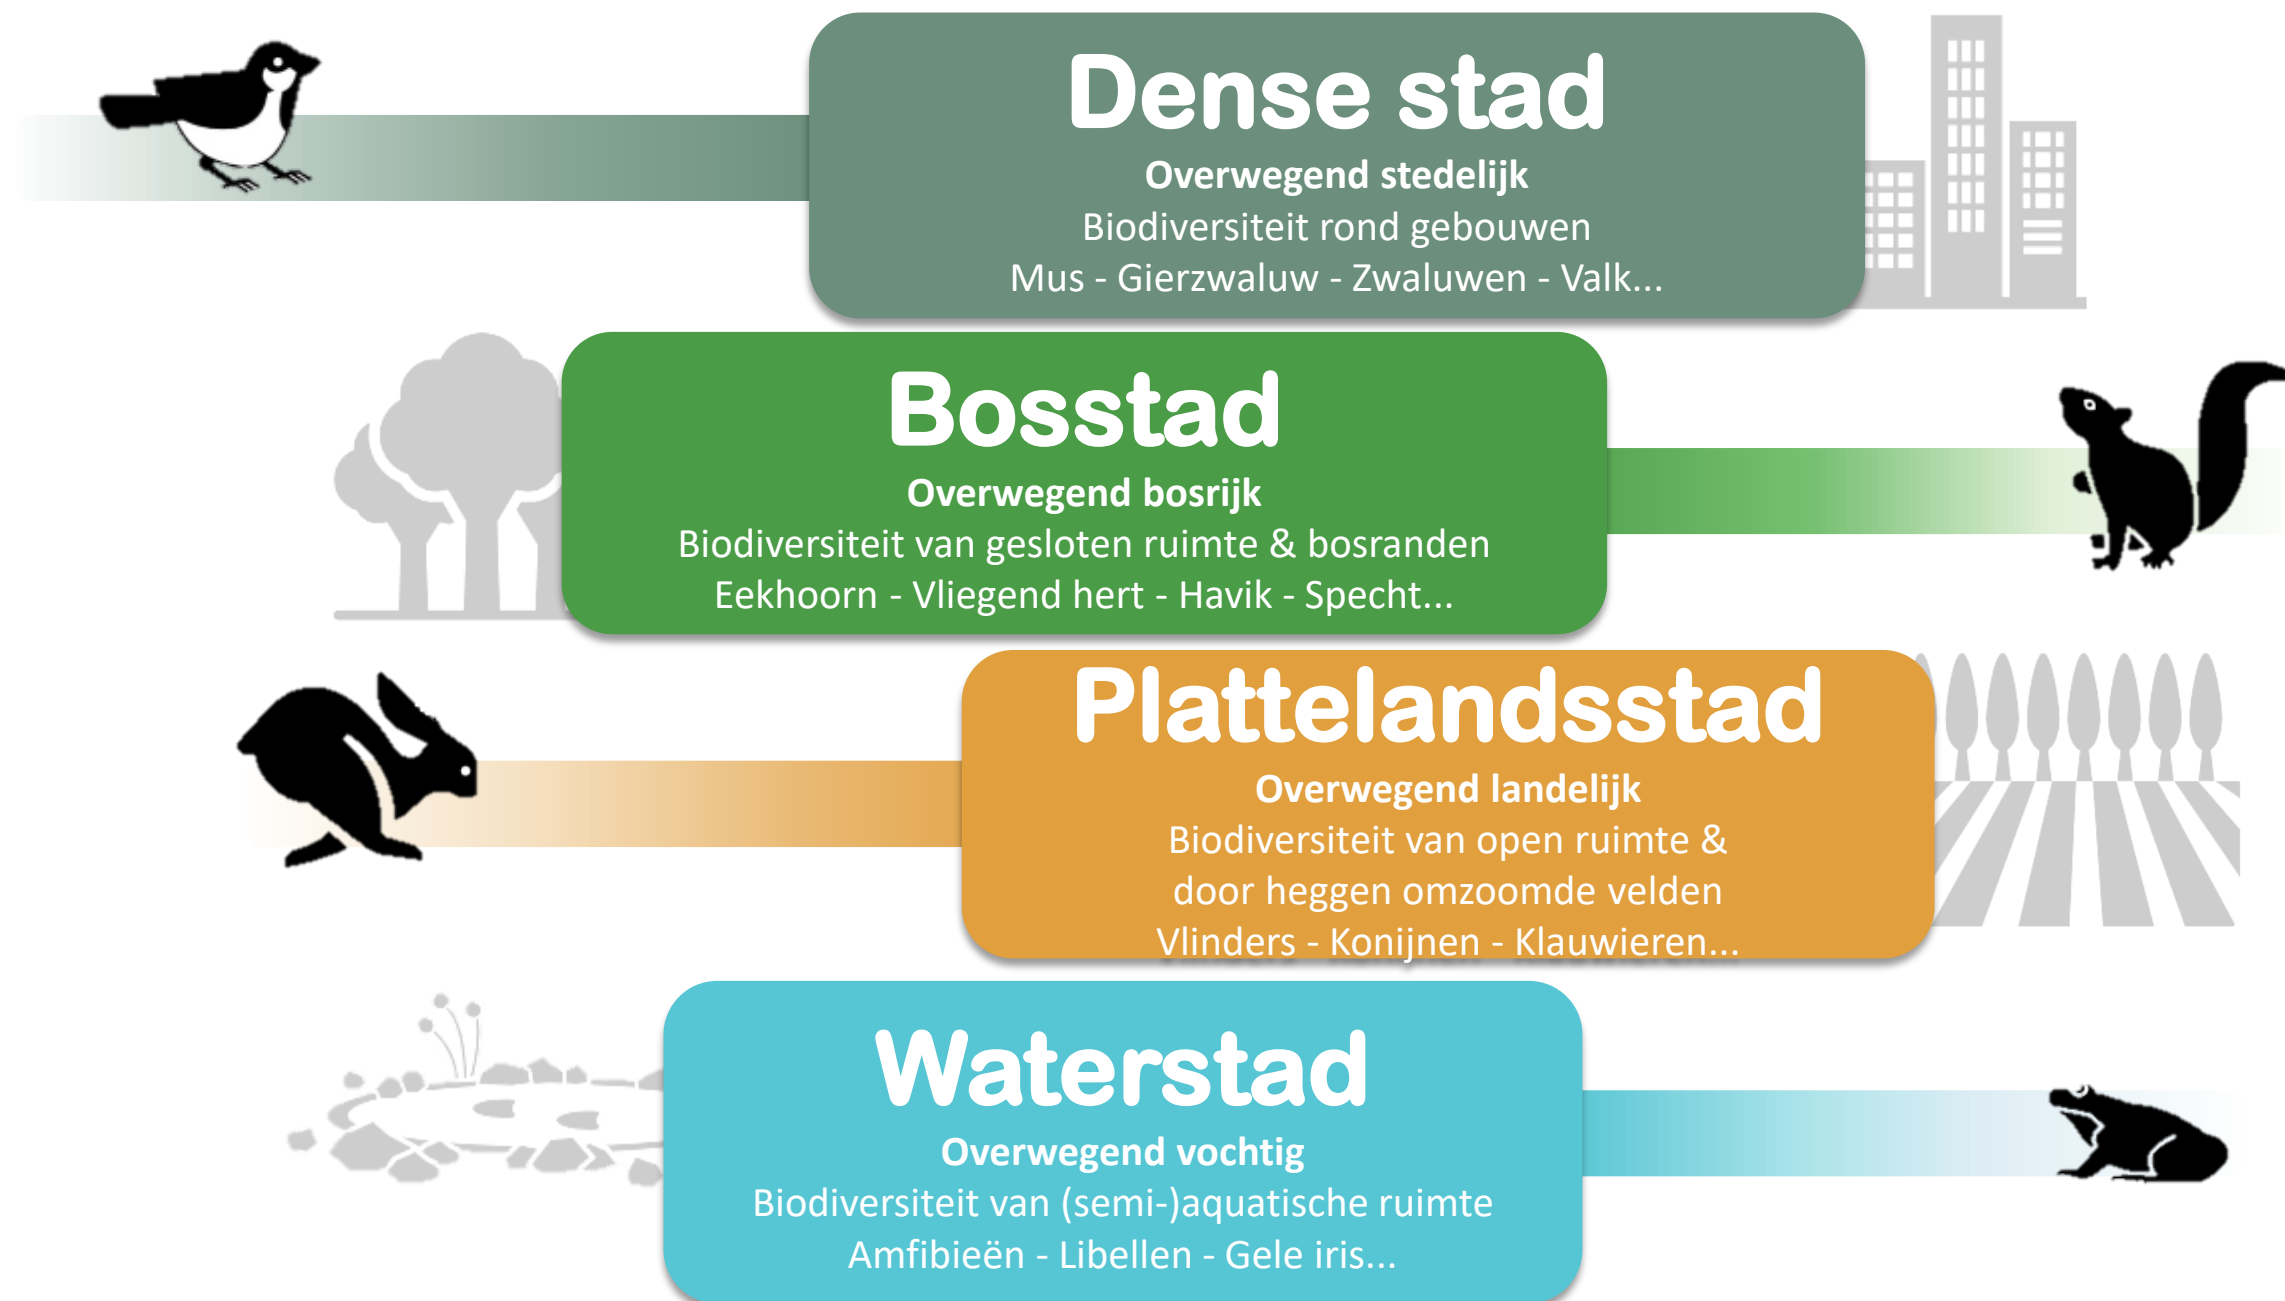 Dense stad
Overwegend stedelijk
Biodiversiteit rond gebouwen
Mus - Gierzwaluw - Zwaluwen - Valk...
Bosstad
Overwegend bosrijk
Biodiversiteit van gesloten ruimte & bosranden
Eekhoorn - Vliegend hert - Havik - Specht...
Plattelandsstad
Overwegend landelijk
Biodiversiteit van open ruimte &
door heggen omzoomde velden
Vlinders - Konijnen - Klauwieren...
Waterstad
Overwegend vochtig
Biodiversiteit van (semi-)aquatische ruimte
Amfibieën - Libellen - Gele iris...